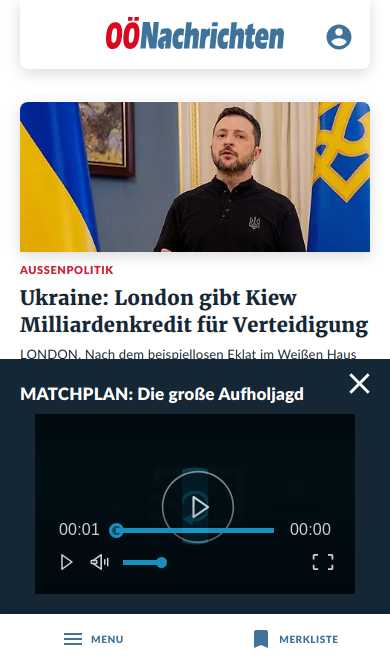 OÖNachrichten
AUSSENPOLITIK
Ukraine: London gibt Kiew
Milliardenkredit für Verteidigung
LONDON. Nach dem beispiellosen Eklat im Weißen Haus
MATCHPLAN: Die große Aufholjagd
00:01 00:00
MENU MERKLISTE